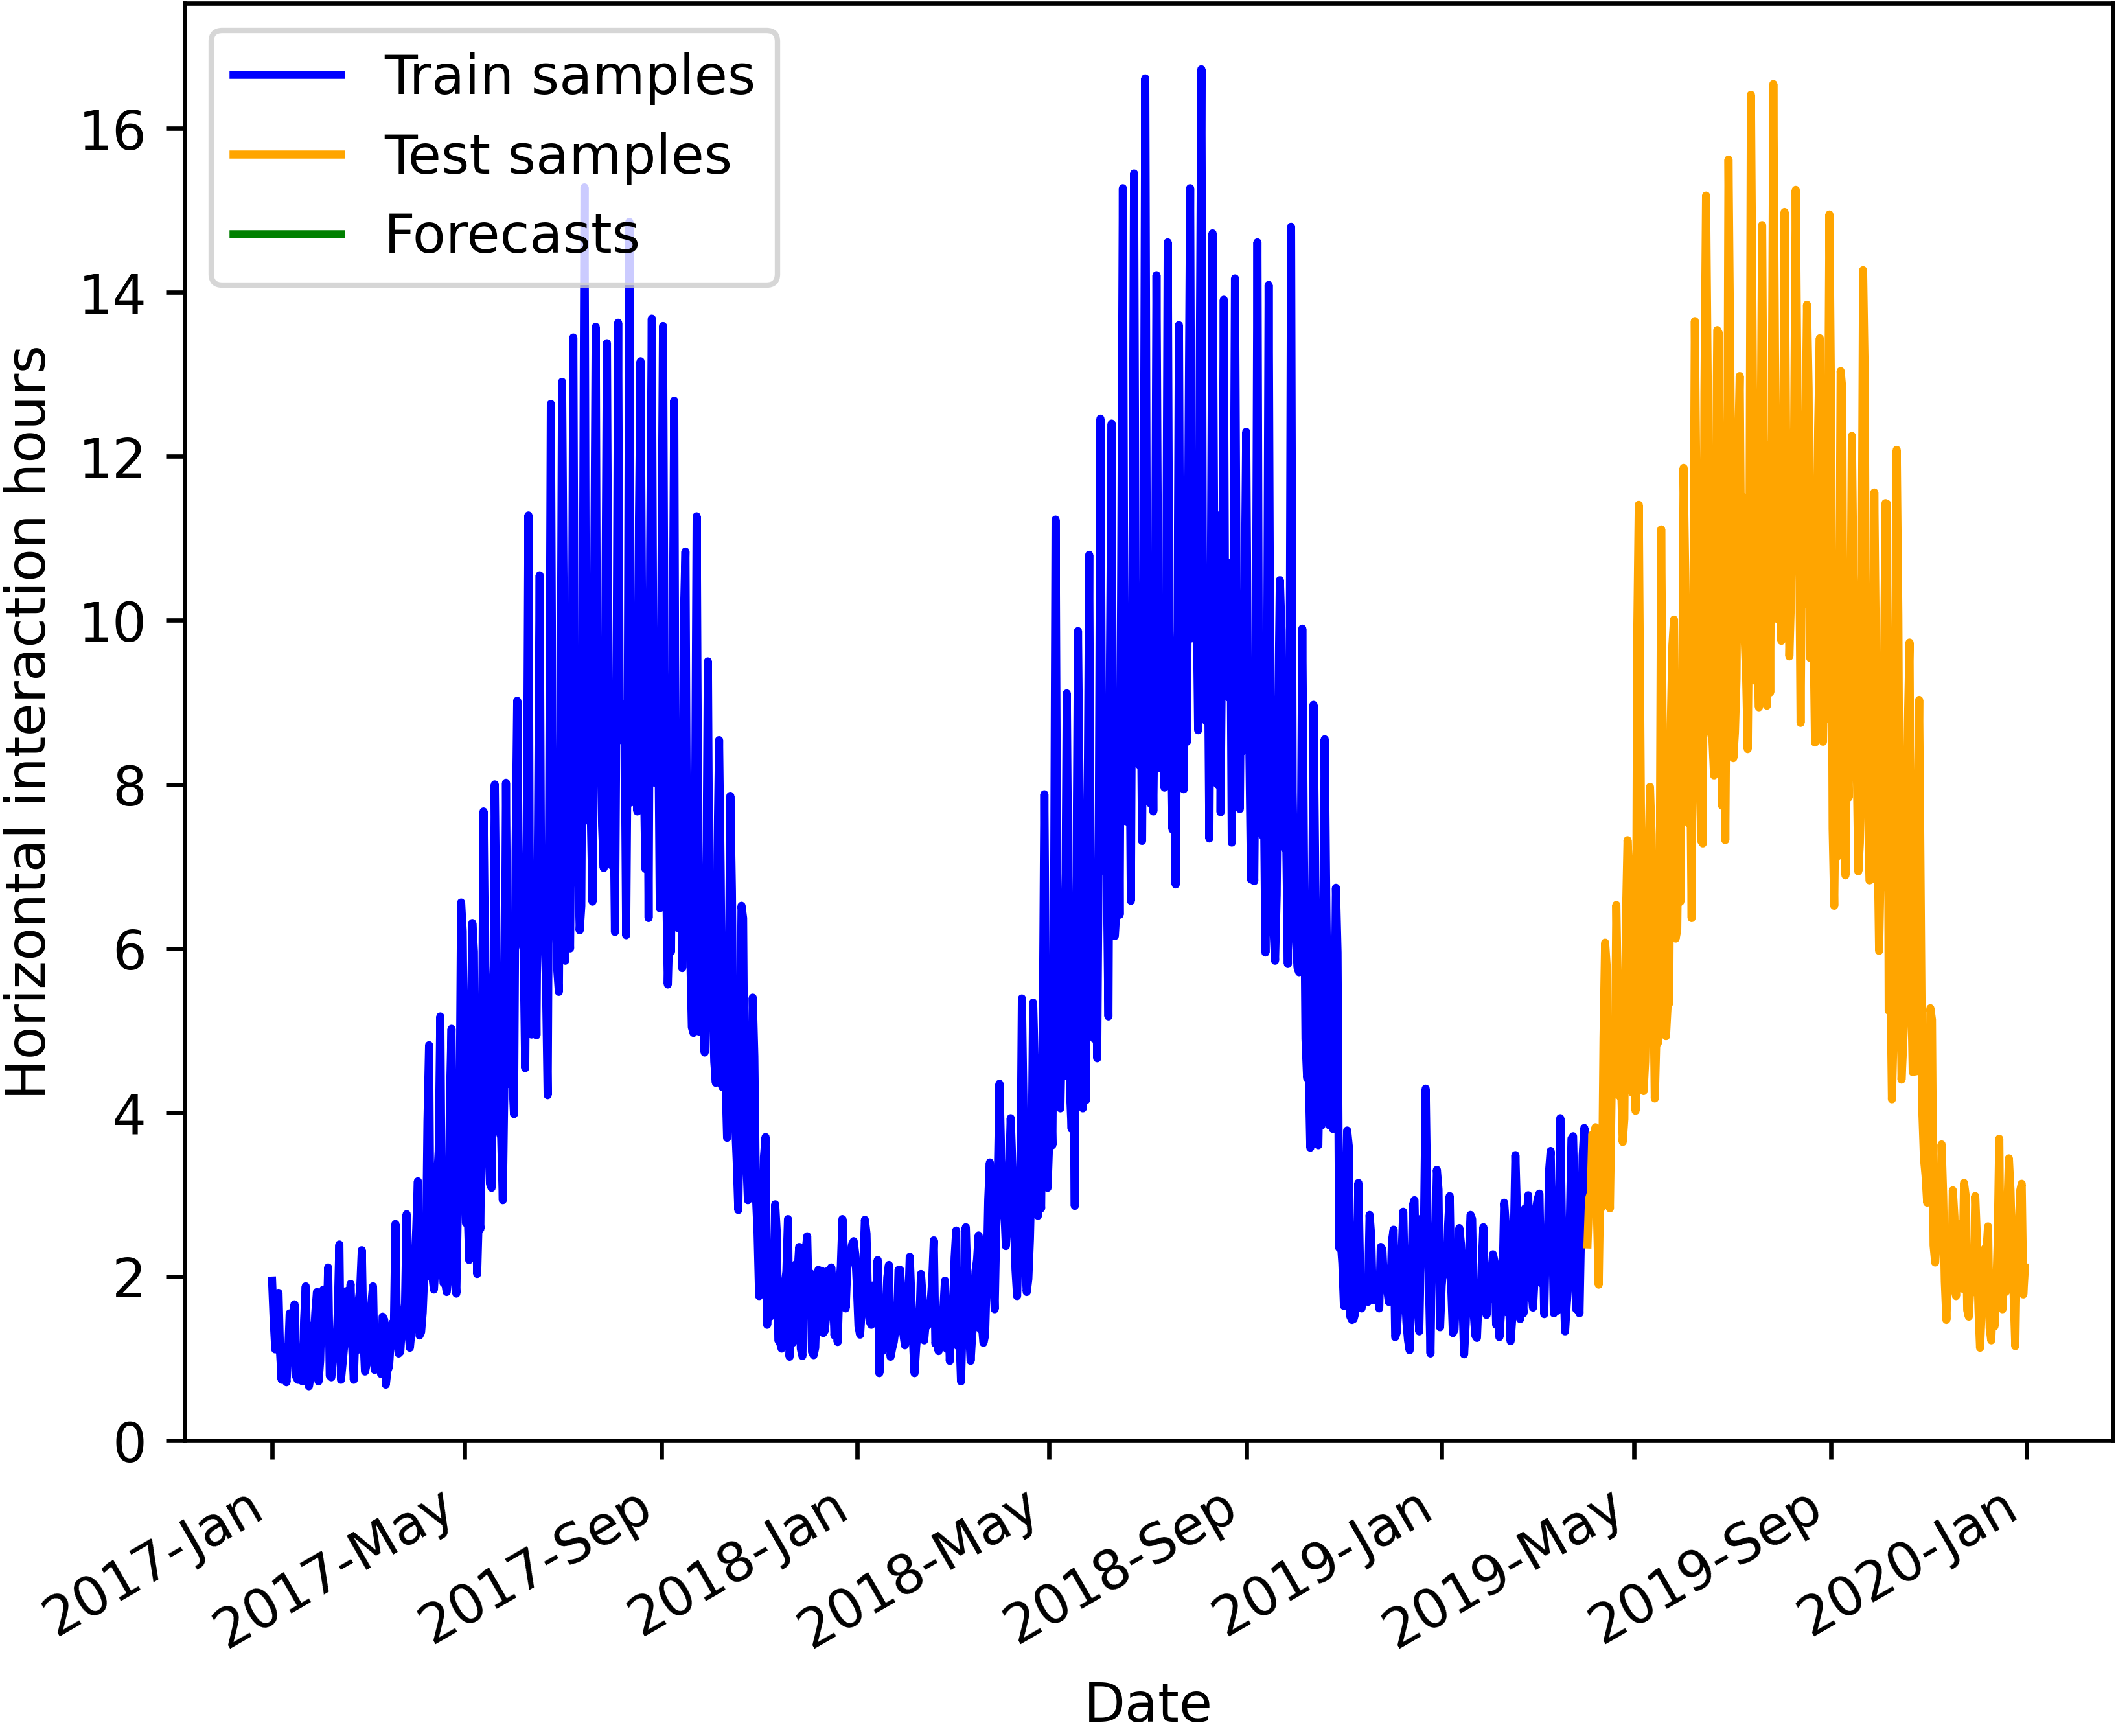 Train samples
Test samples
Forecasts
Horizontal interaction hours
16
14
12
10
8
6
4
2
0
2017-Jan
2017-May
2017-Sep
2018-Jan
2018-May
2018-Sep
2019-Jan
2019-May
2019-Sep
2020-Jan
Date